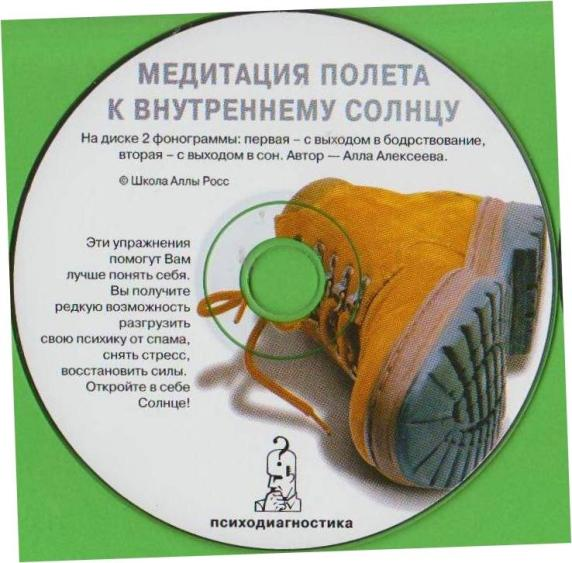 МЕДИТАЦИЯ ПОЛЕТА
К ВНУТРЕННЕМУ СОЛНЦУ
На диске 2 фонограммы: первая – с выходом в бодрствование,
вторая – с выходом в сон. Автор — Алла Алексеева.
© Школа Аллы Росс
Эти упражнения
помогут Вам
лучше понять себя.
Вы получите
редкую возможность
разгрузить
свою психику от спама,
снять стресс,
восстановить силы.
Откройте в себе
Солнце!
?
психодиагностика